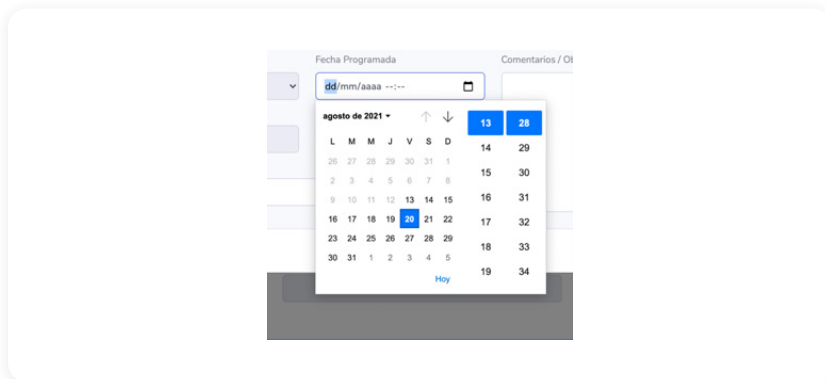 Fecha Programada
Comentarios / Ob
dd/mm/aaaa --:--
agosto de 2021
L M M J V S D
26 27 28 29 30 31 1
2 3 4 5 6 7 8
9 10 11 12 13 14 15
16 17 18 19 20 21 22
23 24 25 26 27 28 29
30 31 1 2 3 4 5
Hoy
13 28
14 29
15 30
16 31
17 32
18 33
19 34